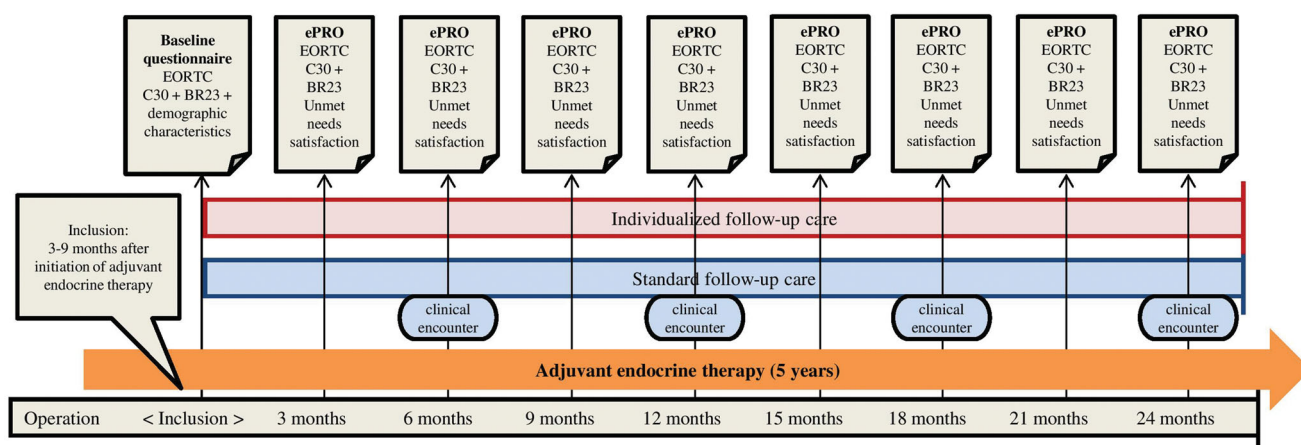 Baseline
questionnaire
EORTC
C30 + BR23 +
demographic
characteristics
ePRO
EORTC
C30 +
BR23
Unmet
needs
satisfaction
ePRO
EORTC
C30 +
BR23
Unmet
needs
satisfaction
ePRO
EORTC
C30 +
BR23
Unmet
needs
satisfaction
ePRO
EORTC
C30 +
BR23
Unmet
needs
satisfaction
ePRO
EORTC
C30 +
BR23
Unmet
needs
satisfaction
ePRO
EORTC
C30 +
BR23
Unmet
needs
satisfaction
ePRO
EORTC
C30 +
BR23
Unmet
needs
satisfaction
ePRO
EORTC
C30 +
BR23
Unmet
needs
satisfaction
Inclusion:
3-9 months after
initiation of adjuvant
endocrine therapy
Individualized follow-up care
Standard follow-up care
clinical
encounter
clinical
encounter
clinical
encounter
clinical
encounter
Adjuvant endocrine therapy (5 years)
Operation < Inclusion > 3 months 6 months 9 months 12 months 15 months 18 months 21 months 24 months